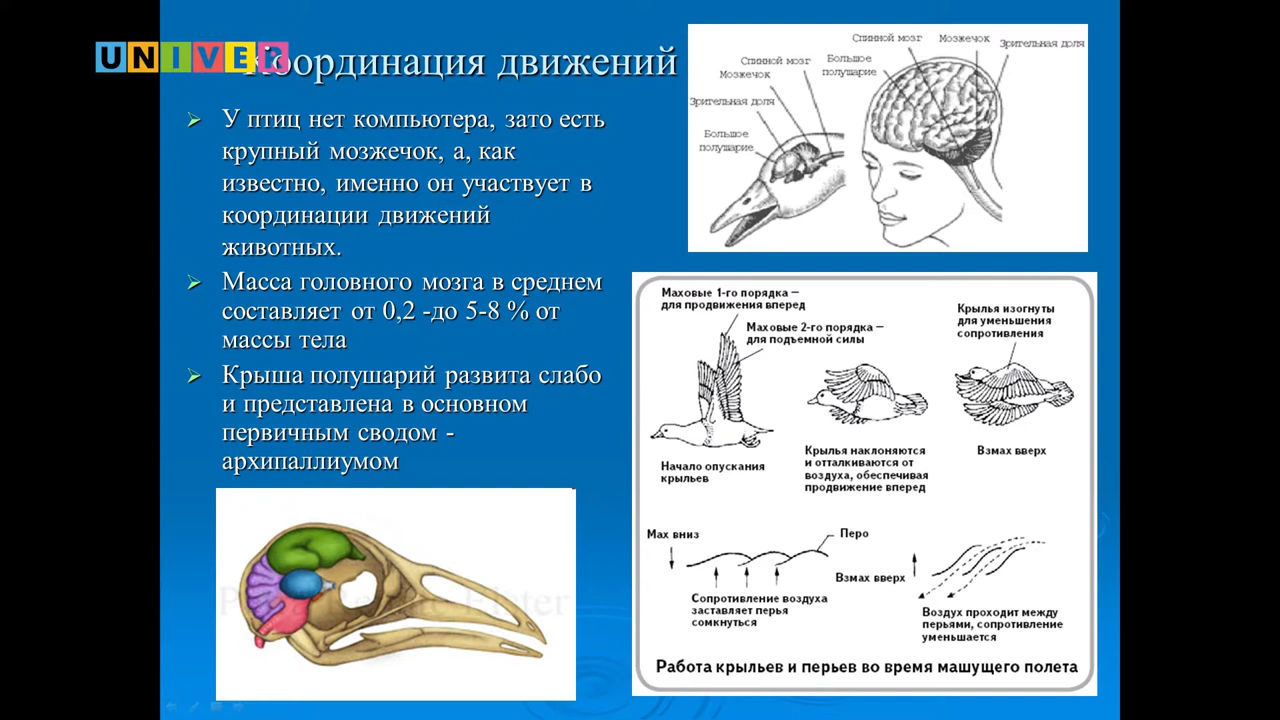 UNIVER
Координация движений
У птиц нет компьютера, зато есть
крупный мозжечок, а, как
известно, именно он участвует в
координации движений
животных.
Масса головного мозга в среднем
составляет от 0,2 -до 5-8 % от
массы тела
Крыша полушарий развита слабо
и представлена в основном
первичным сводом -
архипаллиумом
Спинной мозг
Мозжечок
Зрительная доля
Большое
полушарие
Спинной мозг
Мозжечок
Зрительная доля
Большое
полушарие
Маховые 1-го порядка —
для продвижения вперед
Маховые 2-го порядка —
для подъемной силы
Крылья изогнуты
для уменьшения
сопротивления
Начало опускания
крыльев
Крылья наклоняются
и отталкиваются от
воздуха, обеспечивая
продвижение вперед
Взмах вверх
Мах вниз
Перо
Взмах вверх
Сопротивление воздуха
заставляет перья
сомкнуться
Воздух проходит между
перьями, сопротивление
уменьшается
Работа крыльев и перьев во время машущего полета